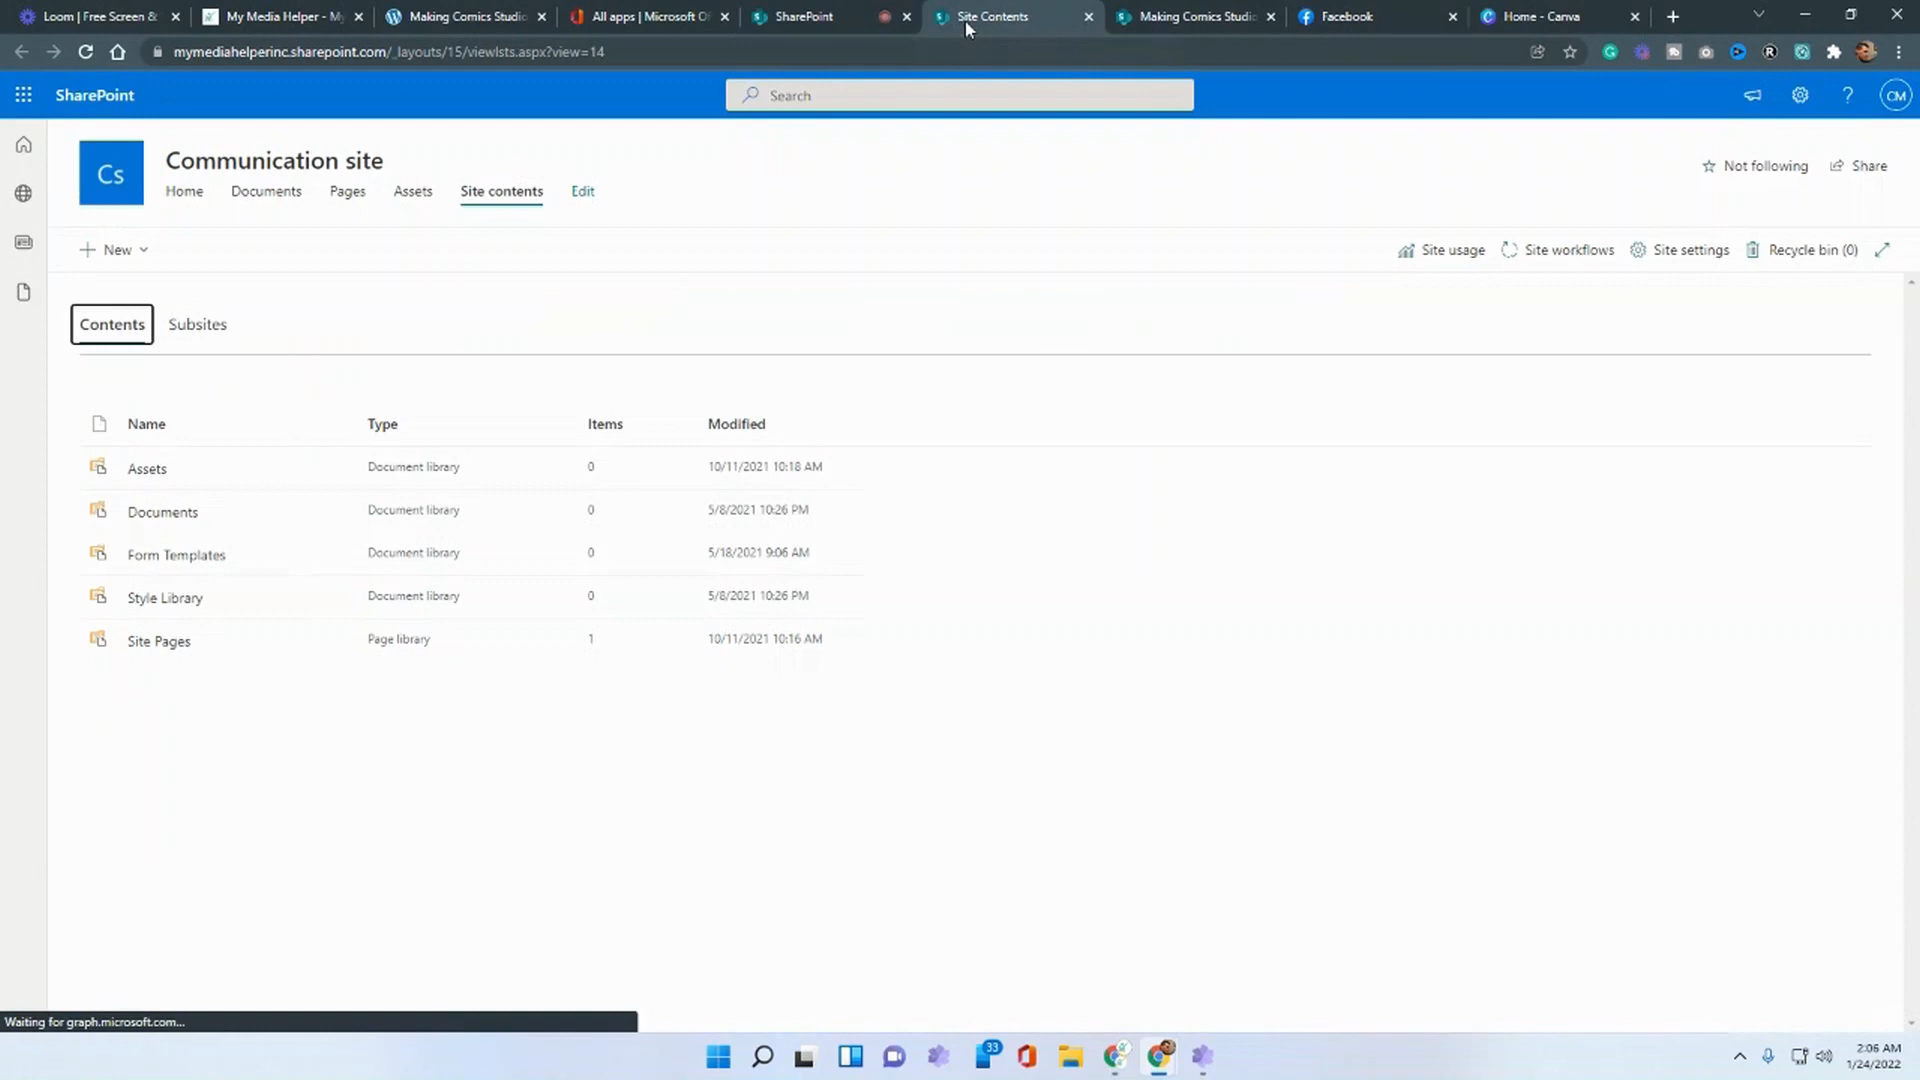 Loom | Free Screen &
My Media Helper - My
Making Comics Studio
All apps | Microsoft Of
SharePoint
Site Contents
Making Comics Studio
Facebook
Home - Canva
mymediahelperinc.sharepoint.com/_layouts/15/viewlsts.aspx?view=14
SharePoint
Search
CM
Cs
Communication site
Home
Documents
Pages
Assets
Site contents
Edit
Not following
Share
New
Site usage
Site workflows
Site settings
Recycle bin (0)
Contents
Subsites
Name Type Items Modified
Assets Document library 0 10/11/2021 10:18 AM
Documents Document library 0 5/8/2021 10:26 PM
Form Templates Document library 0 5/18/2021 9:06 AM
Style Library Document library 0 5/8/2021 10:26 PM
Site Pages Page library 1 10/11/2021 10:16 AM
Waiting for graph.microsoft.com...
33
2:06 AM
1/24/2022